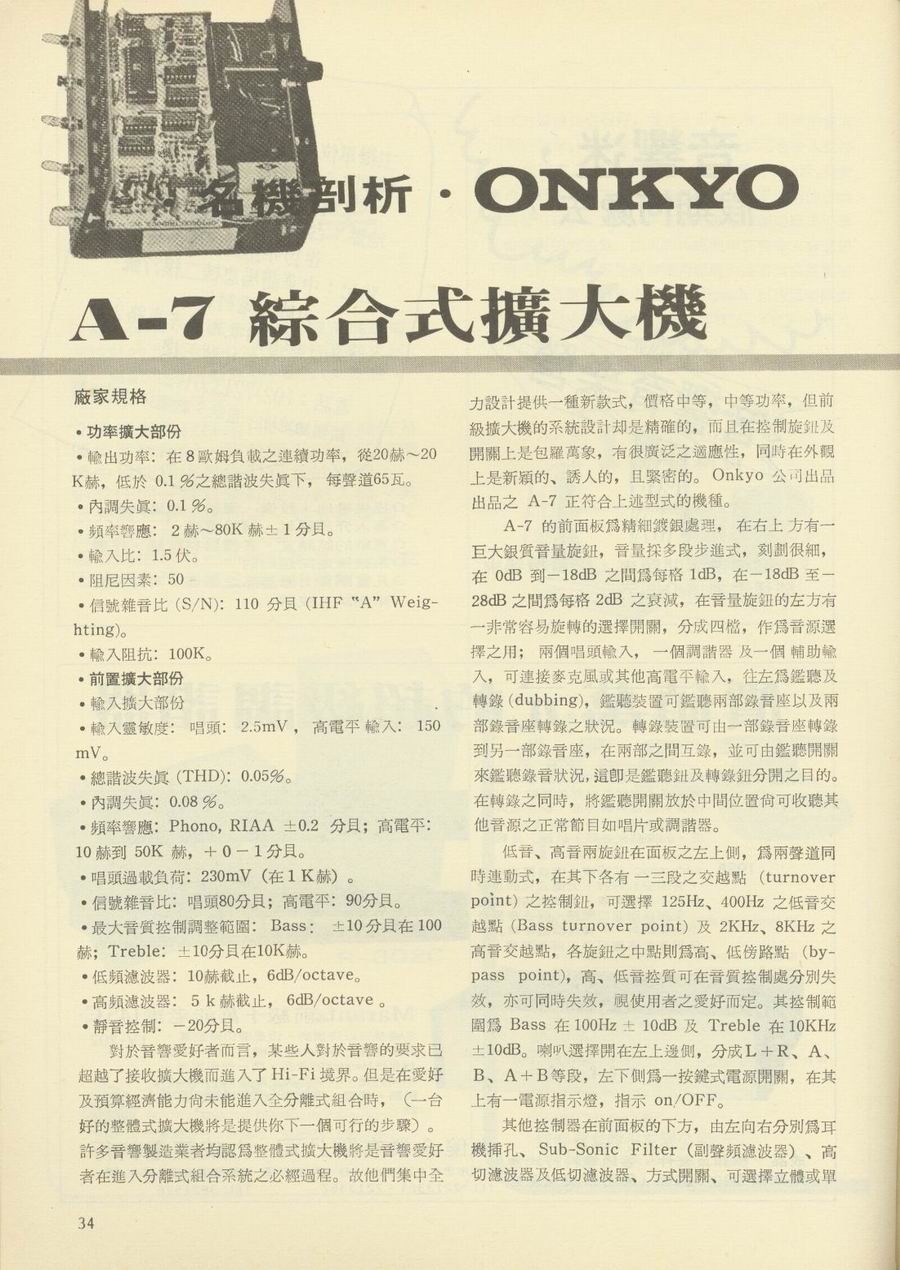 名機剖析・ONKYO
A-7 綜合式擴大機
廠家規格
•功率擴大部份
•輸出功率：在8歐姆負載之連續功率，從20赫～20
K赫，低於 0.1％之總諧波失眞下，每聲道65瓦。
•內調失眞：0.1％。
•頻率響應：2赫～80K 赫±1分貝。
•輸入比：1.5伏。
•阻尼因素：50
•信號雜音比 (S/N)：110 分貝 (IHF “A” Weig-
hting)。
•輸入阻抗：100K。
•前置擴大部份
•輸入擴大部份
•輸入靈敏度：唱頭：2.5mV，高電平輸入：150
mV。
•總諧波失眞 (THD)：0.05％。
•內調失眞：0.08％。
•頻率響應：Phono, RIAA ±0.2 分貝；高電平：
10赫到 50K 赫，＋0－1分貝。
•唱頭過載負荷：230mV（在1K赫）。
•信號雜音比：唱頭80分貝；高電平：90分貝。
•最大音質控制調整範圍：Bass：±10分貝在100
赫；Treble：±10分貝在10K赫。
•低頻濾波器：10赫截止，6dB/octave。
•高頻濾波器：5 k赫截止，6dB/octave。
•靜音控制：－20分貝。
對於音響愛好者而言，某些人對於音響的要求已
超越了接收擴大機而進入了Hi-Fi境界。但是在愛好
及預算經濟能力尙未能進入全分離式組合時，（一台
好的整體式擴大機將是提供你下一個可行的步驟）。
許多音響製造業者均認爲整體式擴大機將是音響愛好
者在進入分離式組合系統之必經過程。故他們集中全
力設計提供一種新款式，價格中等，中等功率，但前
級擴大機的系統設計却是精確的，而且在控制旋鈕及
開關上是包羅萬象，有很廣泛之適應性，同時在外觀
上是新穎的、誘人的，且緊密的。Onkyo 公司出品
出品之 A-7 正符合上述型式的機種。
A-7 的前面板爲精細鍍銀處理，在右上方有一
巨大銀質音量旋鈕，音量採多段步進式，刻劃很細，
在 0dB 到－18dB 之間爲每格 1dB，在－18dB 至－
28dB 之間爲每格 2dB 之衰減，在音量旋鈕的左方有
一非常容易旋轉的選擇開關，分成四檔，作爲音源選
擇之用；兩個唱頭輸入，一個調諧器及一個輔助輸
入，可連接麥克風或其他高電平輸入，往左爲鑑聽及
轉錄 (dubbing)，鑑聽裝置可鑑聽兩部錄音座以及兩
部錄音座轉錄之狀況。轉錄裝置可由一部錄音座轉錄
到另一部錄音座，在兩部之間互錄，並可由鑑聽開關
來鑑聽錄音狀況，這卽是鑑聽鈕及轉錄鈕分開之目的。
在轉錄之同時，將鑑聽開關放於中間位置尙可收聽其
他音源之正常節目如唱片或調諧器。
低音、高音兩旋鈕在面板之左上側，爲兩聲道同
時連動式，在其下各有一三段之交越點 (turnover
point) 之控制鈕，可選擇 125Hz、400Hz 之低音交
越點 (Bass turnover point) 及 2KHz、8KHz 之
高音交越點，各旋鈕之中點則爲高、低傍路點 (by-
pass point)，高、低音控質可在音質控制處分別失
效，亦可同時失效，視使用者之愛好而定。其控制範
圍爲 Bass 在100Hz ± 10dB 及 Treble 在10KHz
±10dB。喇叭選擇開在左上邊側，分成L＋R、A、
B、A＋B等段，左下側爲一按鍵式電源開關，在其
上有一電源指示燈，指示 on/OFF。
其他控制器在前面板的下方，由左向右分別爲耳
機揷孔、Sub-Sonic Filter（副聲頻濾波器）、高
切濾波器及低切濾波器、方式開關、可選擇立體或單
34